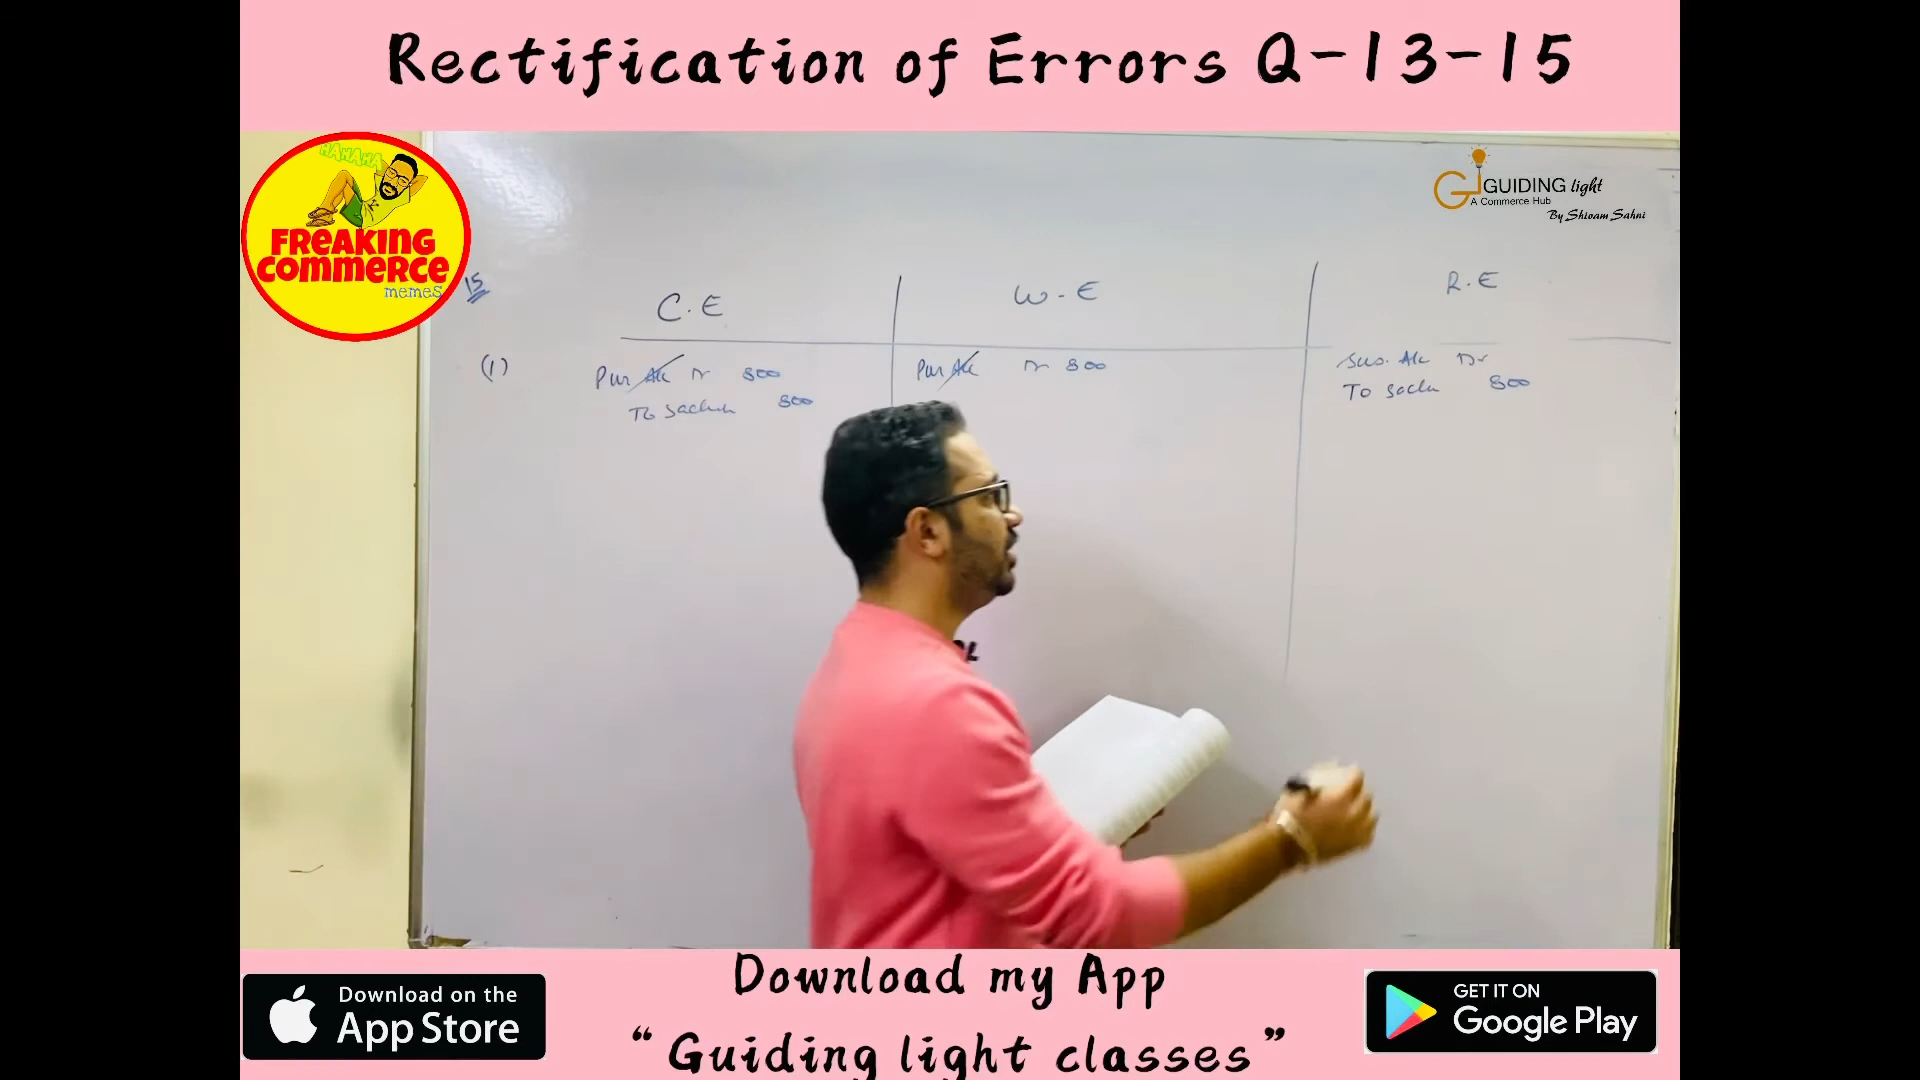 Rectification of Errors Q-13-15
HAHAHA
FREAKING
COMMERCE
memes
GUIDING light
A Commerce Hub
By Shivam Sahni
15
C.E
W-E
R.E
(1)
Pur A/c Dr 800
To Sachin 800
Pur A/c Dr 800
Sus. A/c Dr
To Sachin 800
Download my App
“Guiding light classes”
Download on the
App Store
GET IT ON
Google Play